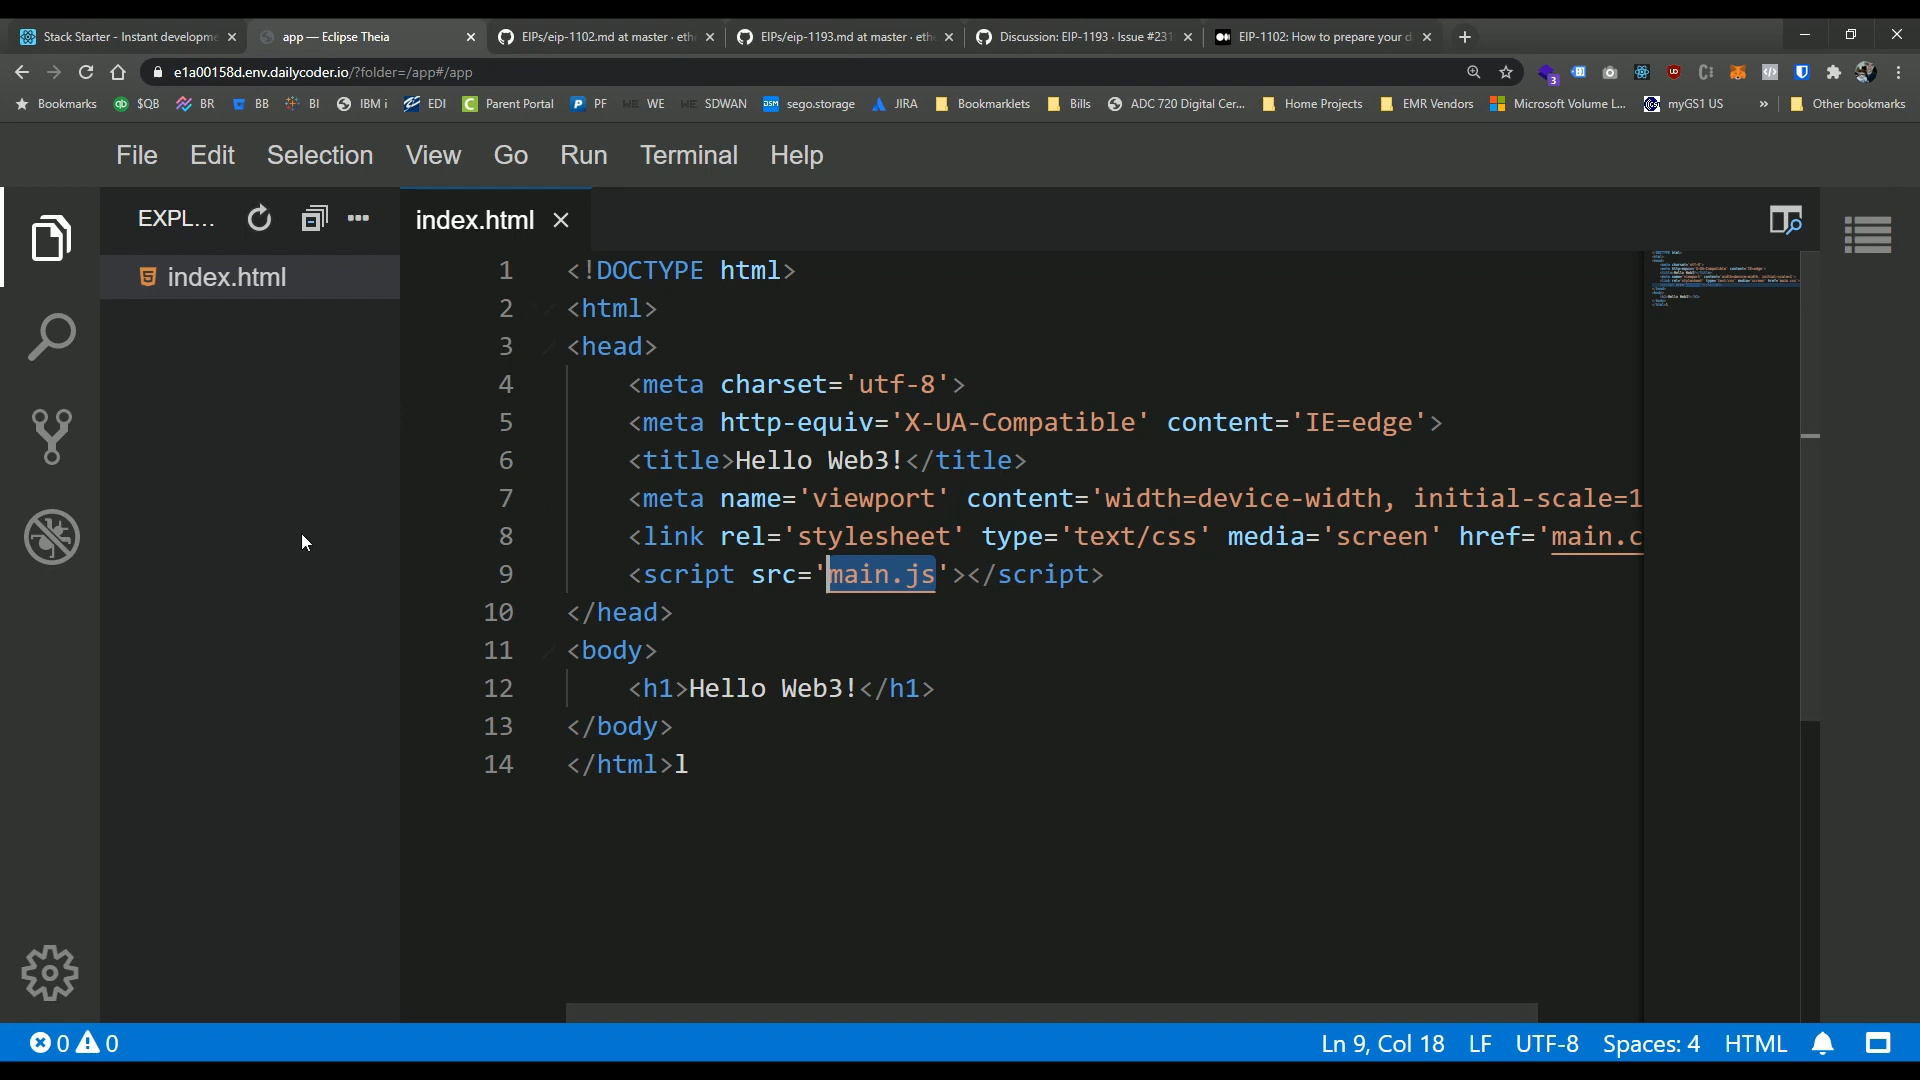 Stack Starter - Instant developme
app — Eclipse Theia
EIPs/eip-1102.md at master · eth
EIPs/eip-1193.md at master · eth
Discussion: EIP-1193 · Issue #231
EIP-1102: How to prepare your d
e1a00158d.env.dailycoder.io/?folder=/app#/app
3
Bookmarks $QB BR BB BI IBM i EDI Parent Portal PF WE SDWAN sego.storage JIRA Bookmarklets Bills ADC 720 Digital Cer... Home Projects EMR Vendors Microsoft Volume L... myGS1 US » Other bookmarks
File Edit Selection View Go Run Terminal Help
EXPL...
index.html
index.html
1 <!DOCTYPE html>
2 <html>
3 <head>
4 <meta charset='utf-8'>
5 <meta http-equiv='X-UA-Compatible' content='IE=edge'>
6 <title>Hello Web3!</title>
7 <meta name='viewport' content='width=device-width, initial-scale=1
8 <link rel='stylesheet' type='text/css' media='screen' href='main.c
9 <script src='main.js'></script>
10 </head>
11 <body>
12 <h1>Hello Web3!</h1>
13 </body>
14 </html>l
0 0
Ln 9, Col 18 LF UTF-8 Spaces: 4 HTML